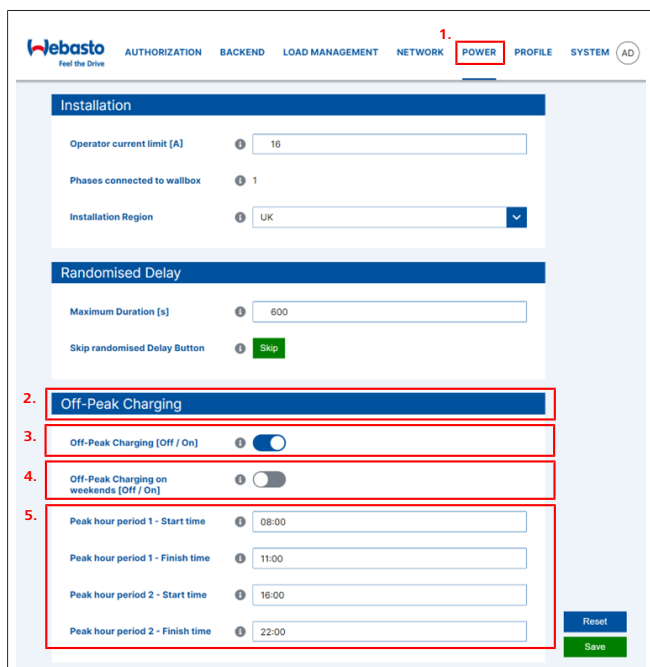 1.
Webasto
Feel the Drive
AUTHORIZATION BACKEND LOAD MANAGEMENT NETWORK POWER PROFILE SYSTEM AD
Installation
Operator current limit [A] 16
Phases connected to wallbox 1
Installation Region UK
Randomised Delay
Maximum Duration [s] 600
Skip randomised Delay Button Skip
2. Off-Peak Charging
3. Off-Peak Charging [Off / On]
4. Off-Peak Charging on
weekends [Off / On]
5. Peak hour period 1 - Start time 08:00
Peak hour period 1 - Finish time 11:00
Peak hour period 2 - Start time 16:00
Reset
Peak hour period 2 - Finish time 22:00
Save